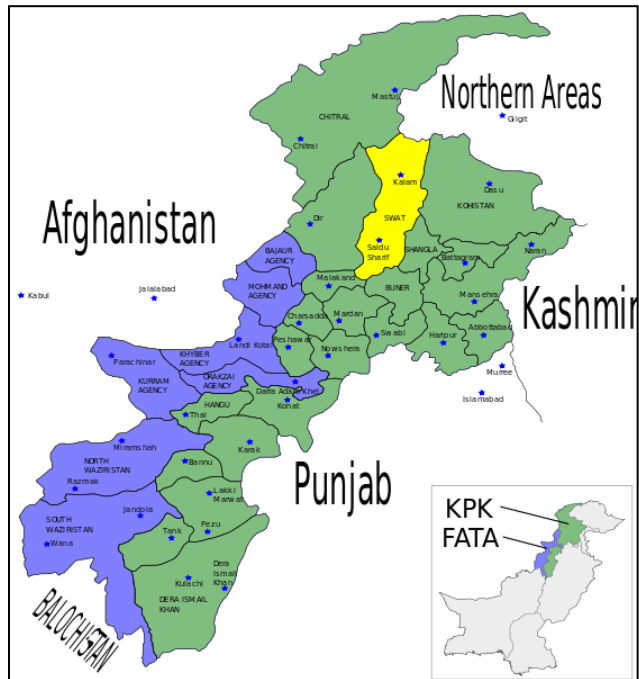 Northern Areas
Mastuj
Gilgit
CHITRAL
Chitral
Kalam
Dasu
KOHISTAN
Afghanistan
Dir
SWAT
Saidu
Sharif
SHANGLA
Naran
BAJAUR
AGENCY
Battagram
MOHMAND
AGENCY
Malakand
BUNER
Kabul
Jalalabad
Mansehra
Kashmir
Charsadda
Mardan
Swabi
Haripur
Abbottabad
Landi Kotal
Peshawar
Nowshera
Parachinar
KHYBER
AGENCY
Murree
KURRAM
AGENCY
ORAKZAI
AGENCY
Darra Adam Khel
Islamabad
HANGU
Kohat
Thal
Miramshah
Karak
NORTH
WAZIRISTAN
Bannu
Punjab
Razmak
Lakki
Marwat
KPK
SOUTH
WAZIRISTAN
Jandola
Pezu
FATA
Wana
Tank
Kulachi
Dera
Ismail
Khan
DERA ISMAIL
KHAN
BALOCHISTAN